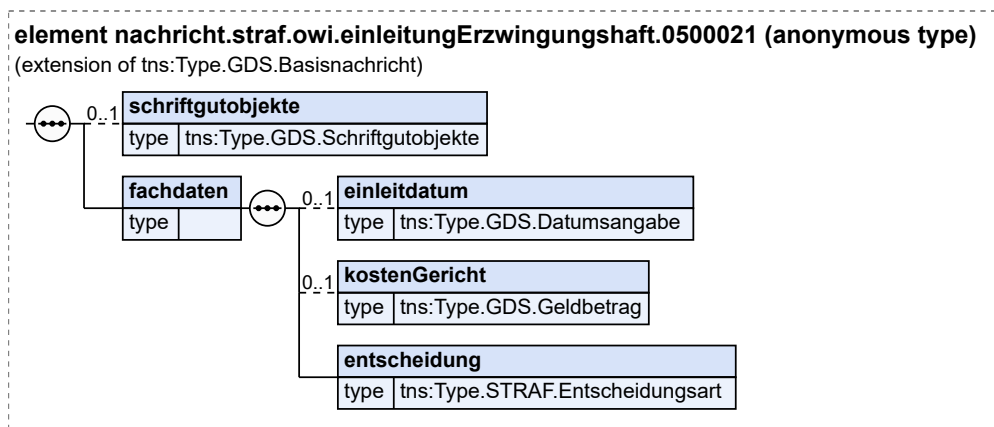 element nachricht.straf.owi.einleitungErzwingungshaft.0500021 (anonymous type)
(extension of tns:Type.GDS.Basisnachricht)
0..1 schriftgutobjekte
type tns:Type.GDS.Schriftgutobjekte
fachdaten 0..1 einleitdatum
type type tns:Type.GDS.Datumsangabe
0..1 kostenGericht
type tns:Type.GDS.Geldbetrag
entscheidung
type tns:Type.STRAF.Entscheidungsart